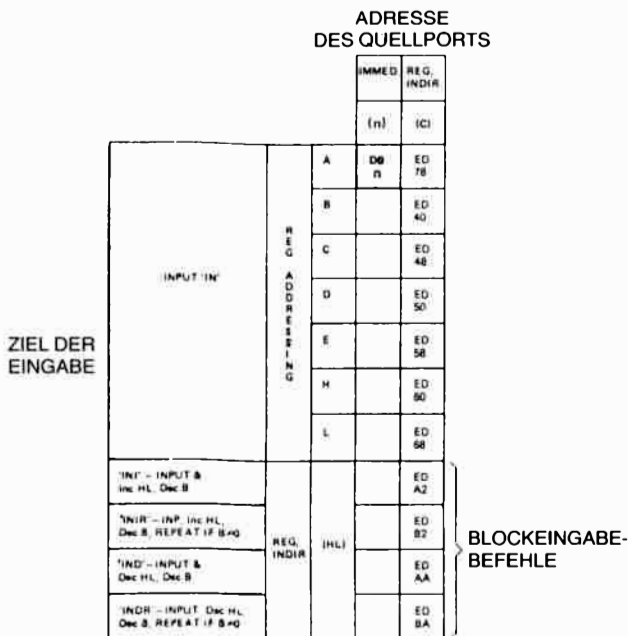 ADRESSE
DES QUELLPORTS
IMMED. REG. INDIR.
(n) (C)
A DB n ED 78
B ED 40
C ED 48
D ED 50
E ED 58
H ED 60
L ED 68
INPUT 'IN'
REG ADDRESSING
ZIEL DER
EINGABE
'INI' – INPUT &
Inc HL, Dec B
ED A2
'INIR' – INP, Inc HL,
Dec B, REPEAT IF B≠0
ED B2
REG. INDIR
(HL)
'IND' – INPUT &
Dec HL, Dec B
ED AA
'INDR' – INPUT, Dec HL,
Dec B, REPEAT IF B≠0
ED BA
BLOCKEINGABE-
BEFEHLE